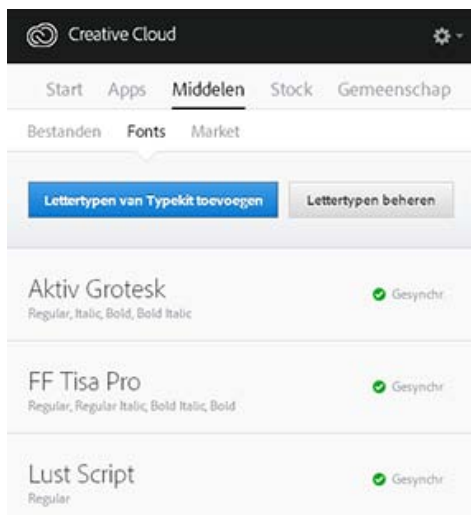 Creative Cloud
Start Apps Middelen Stock Gemeenschap
Bestanden Fonts Market
Lettertypen van Typekit toevoegen Lettertypen beheren
Aktiv Grotesk Gesynchr
Regular, Italic, Bold, Bold Italic
FF Tisa Pro Gesynchr
Regular, Regular Italic, Bold Italic, Bold
Lust Script Gesynchr
Regular